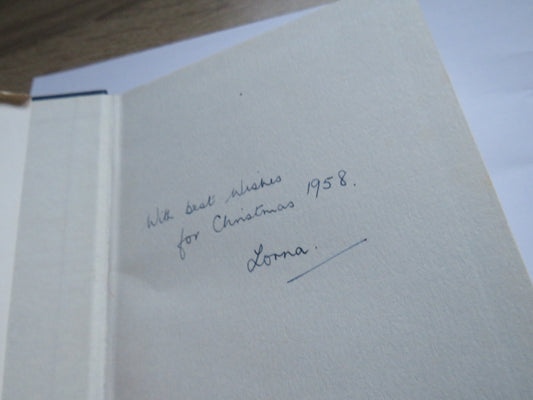 With best wishes
for Christmas 1958.
Lorna.